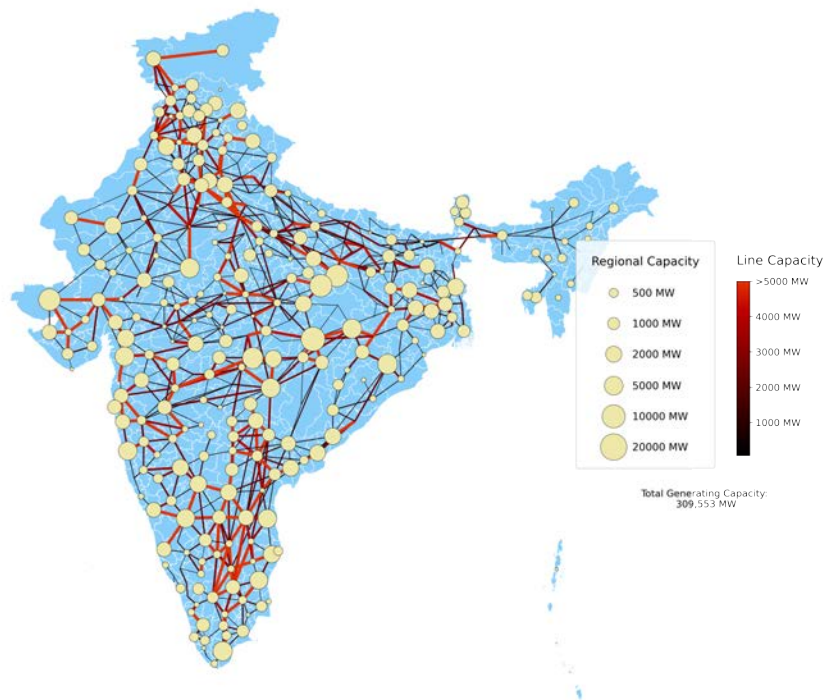 Regional Capacity
500 MW
1000 MW
2000 MW
5000 MW
10000 MW
20000 MW
Line Capacity
>5000 MW
4000 MW
3000 MW
2000 MW
1000 MW
Total Generating Capacity:
309,553 MW